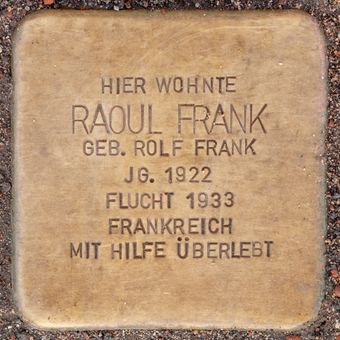 HIER WOHNTE
RAOUL FRANK
GEB. ROLF FRANK
JG. 1922
FLUCHT 1933
FRANKREICH
MIT HILFE ÜBERLEBT